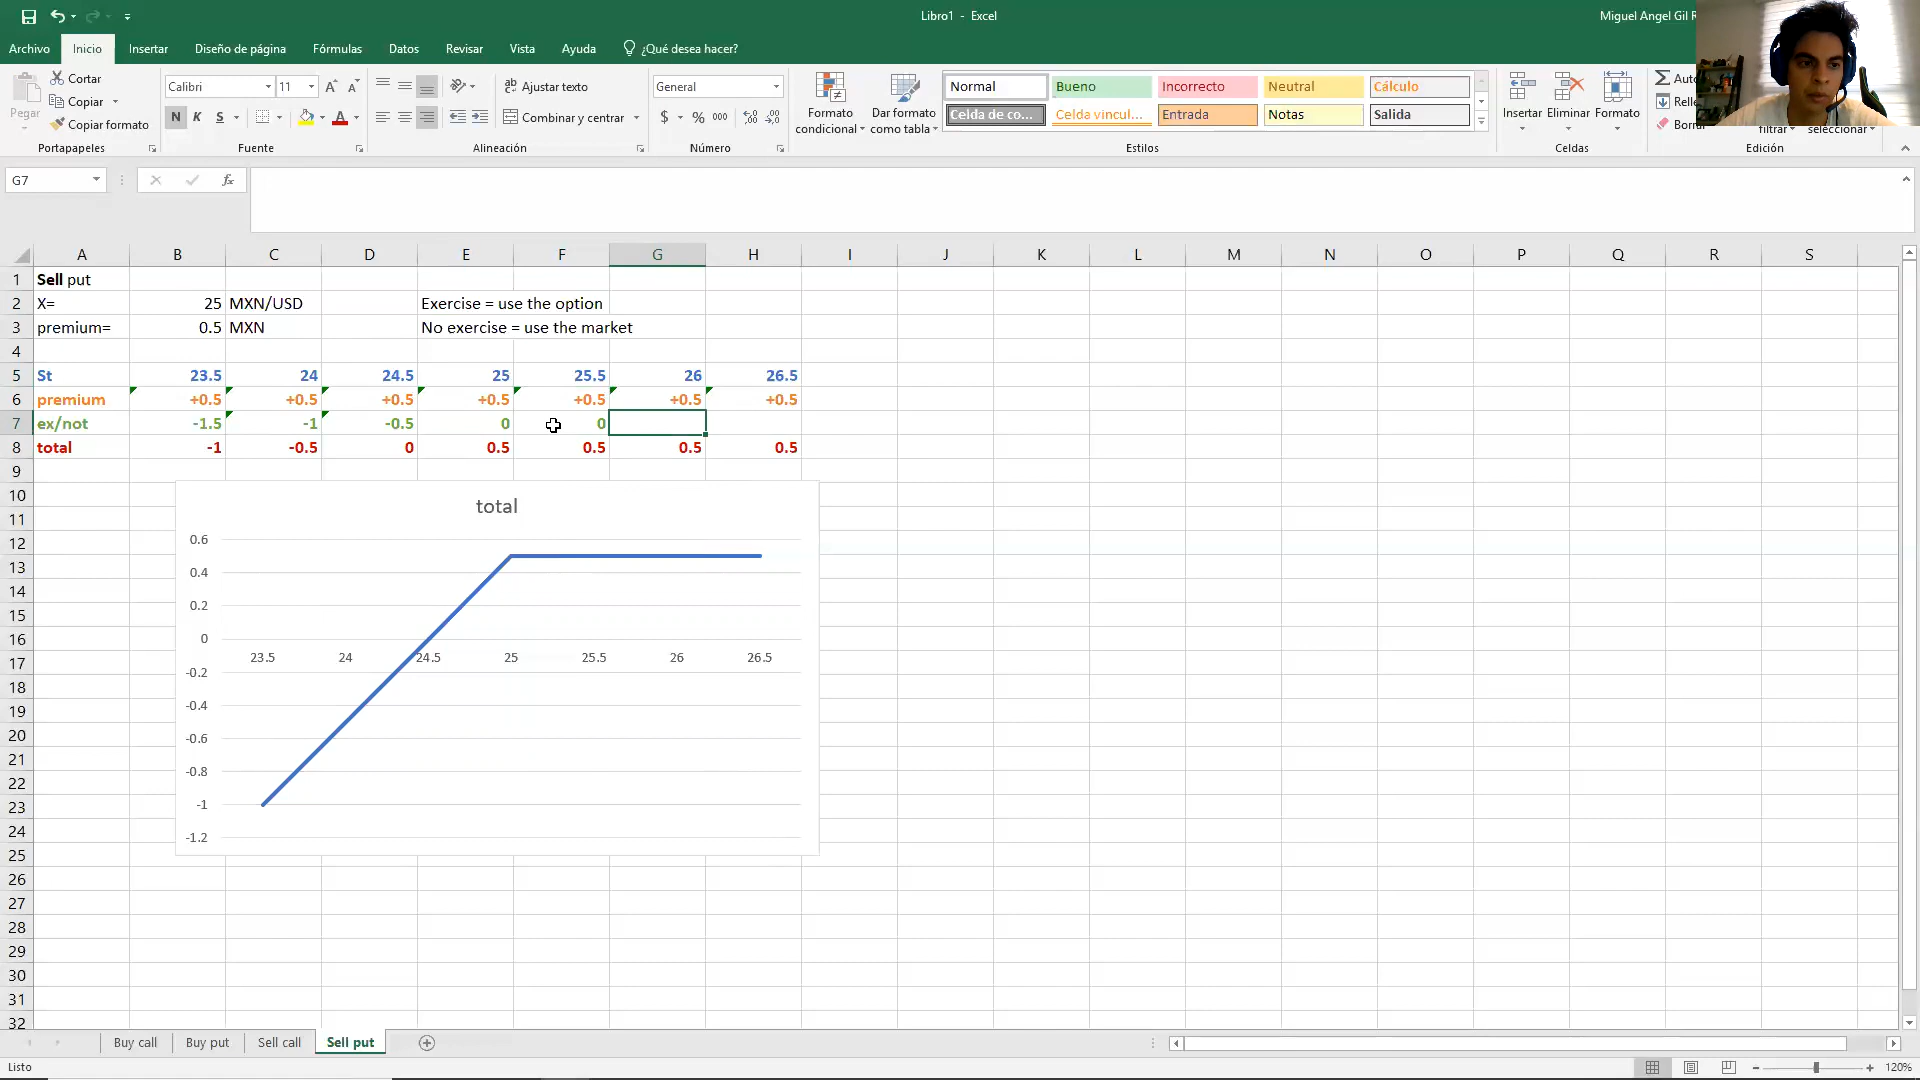 Libro1 - Excel
Miguel Angel Gil R
Archivo Inicio Insertar Diseño de página Fórmulas Datos Revisar Vista Ayuda ¿Qué desea hacer?
Pegar
Cortar
Copiar
Copiar formato
Portapapeles
Calibri 11
N K S
Fuente
Ajustar texto
Combinar y centrar
Alineación
General
$ % 000
Número
Formato condicional
Dar formato como tabla
Normal Bueno Incorrecto Neutral Cálculo
Celda de co... Celda vincul... Entrada Notas Salida
Estilos
Insertar Eliminar Formato
Celdas
Auto
Relle
Borra
filtrar seleccionar
Edición
G7
fx
A B C D E F G H I J K L M N O P Q R S
1 Sell put
2 X= 25 MXN/USD Exercise = use the option
3 premium= 0.5 MXN No exercise = use the market
4
5 St 23.5 24 24.5 25 25.5 26 26.5
6 premium +0.5 +0.5 +0.5 +0.5 +0.5 +0.5 +0.5
7 ex/not -1.5 -1 -0.5 0 0
8 total -1 -0.5 0 0.5 0.5 0.5 0.5
9
10
11
12
13
14
15
16
17
18
19
20
21
22
23
24
25
26
27
28
29
30
31
32
total
0.6
0.4
0.2
0
23.5 24 24.5 25 25.5 26 26.5
-0.2
-0.4
-0.6
-0.8
-1
-1.2
Buy call Buy put Sell call Sell put
Listo
120%